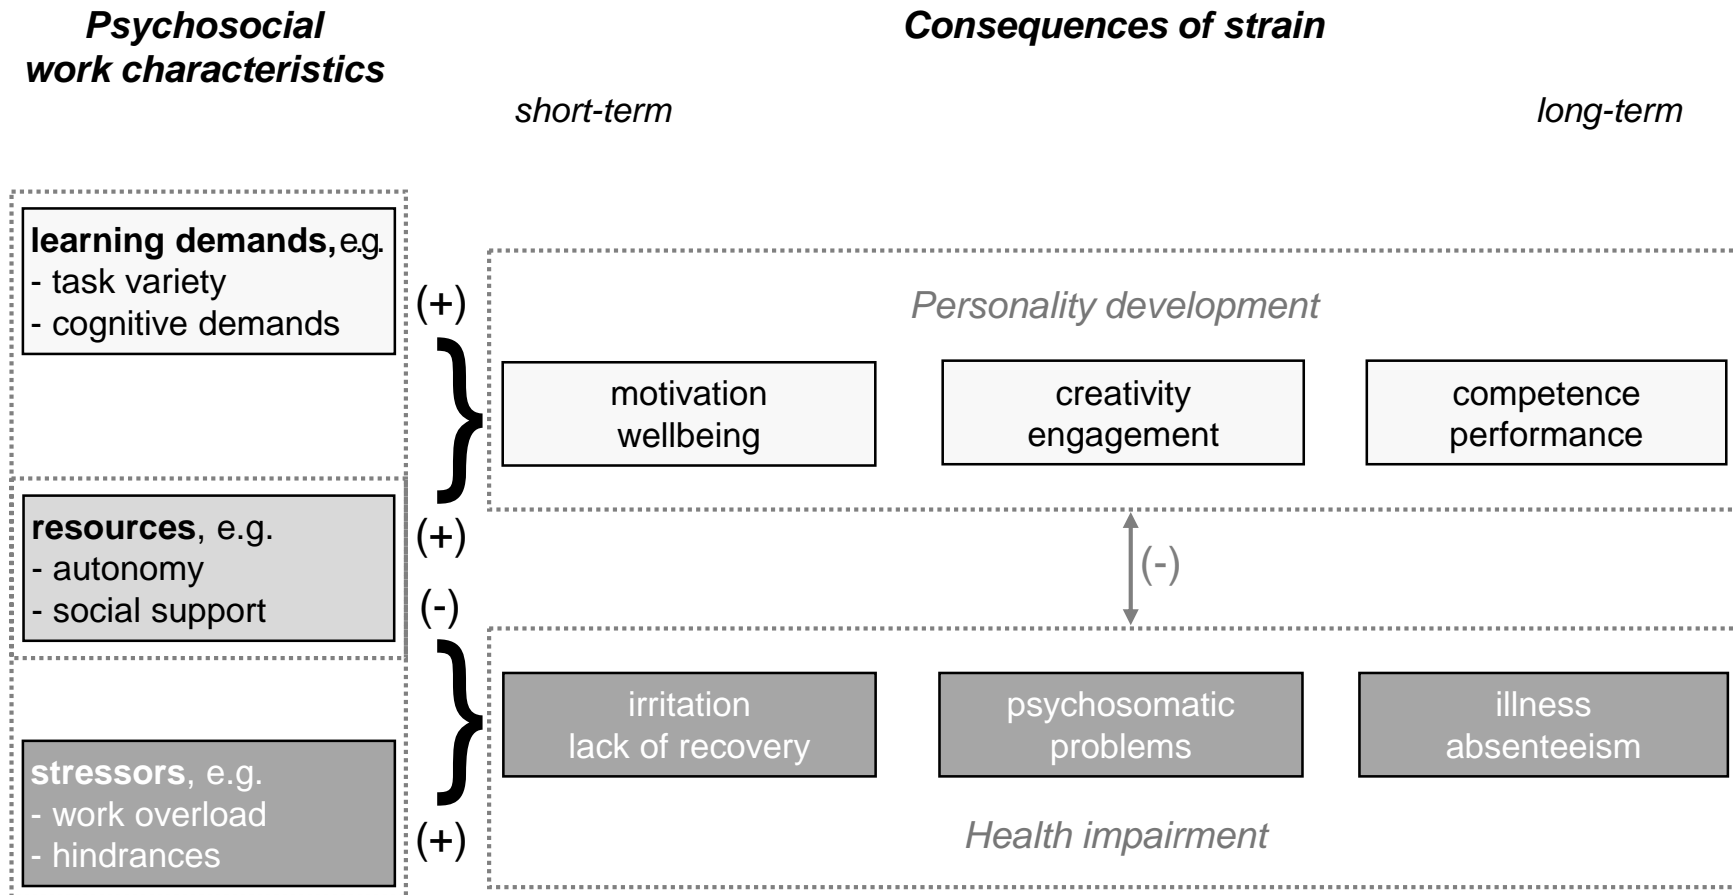 Psychosocial
work characteristics
Consequences of strain
short-term
long-term
learning demands, e.g.
- task variety
- cognitive demands
(+)
Personality development
motivation
wellbeing
creativity
engagement
competence
performance
}
resources, e.g.
- autonomy
- social support
(+)
(-)
(-)
}
irritation
lack of recovery
psychosomatic
problems
illness
absenteeism
stressors, e.g.
- work overload
- hindrances
(+)
Health impairment